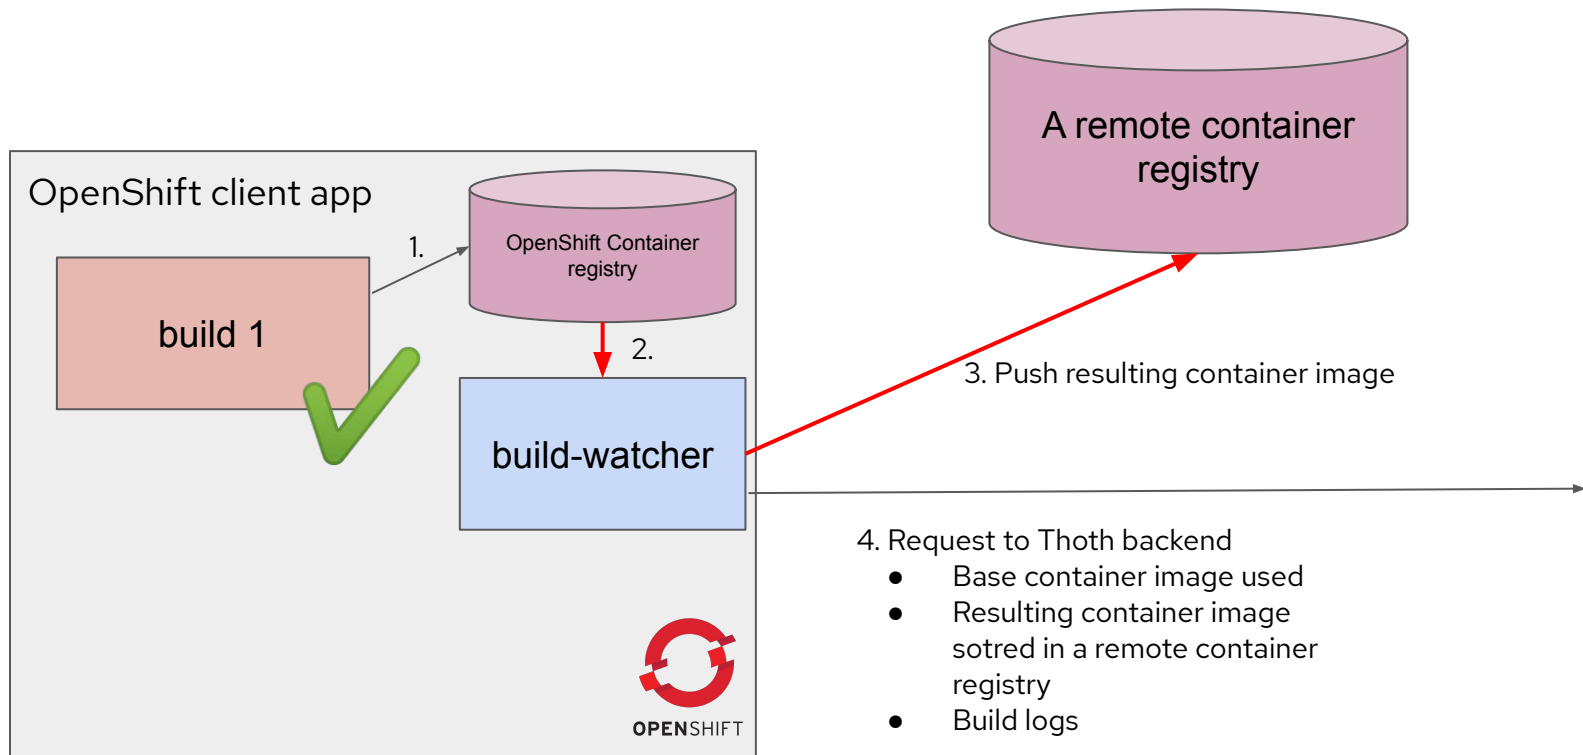 A remote container
registry
OpenShift client app
1.
OpenShift Container
registry
build 1
2.
build-watcher
3. Push resulting container image
4. Request to Thoth backend
● Base container image used
● Resulting container image
sotred in a remote container
registry
● Build logs
OPENSHIFT